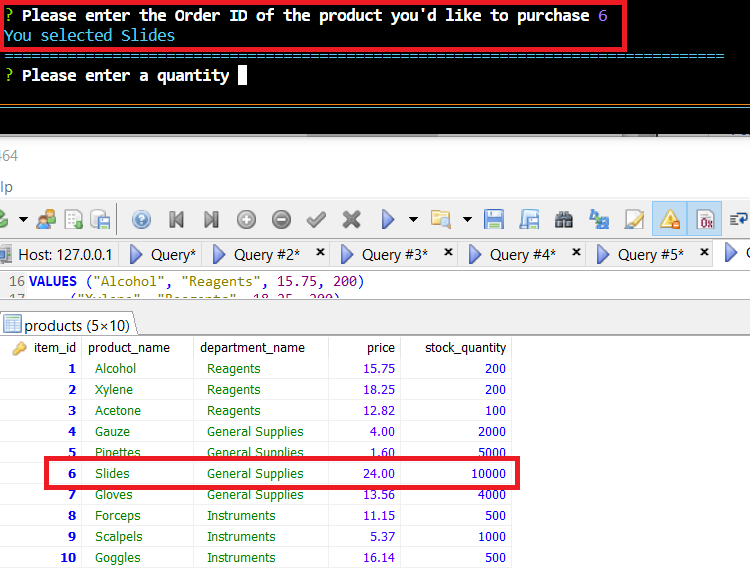 ? Please enter the Order ID of the product you'd like to purchase 6
You selected Slides
? Please enter a quantity
464
lp
Host: 127.0.0.1 Query* Query #2* Query #3* Query #4* Query #5*
16 VALUES ("Alcohol", "Reagents", 15.75, 200)
17 ("Xylene", "Reagents", 18.25, 200)
products (5×10)
item_id product_name department_name price stock_quantity
1 Alcohol Reagents 15.75 200
2 Xylene Reagents 18.25 200
3 Acetone Reagents 12.82 100
4 Gauze General Supplies 4.00 2000
5 Pipettes General Supplies 1.60 5000
6 Slides General Supplies 24.00 10000
7 Gloves General Supplies 13.56 4000
8 Forceps Instruments 11.15 500
9 Scalpels Instruments 5.37 1000
10 Goggles Instruments 16.14 500